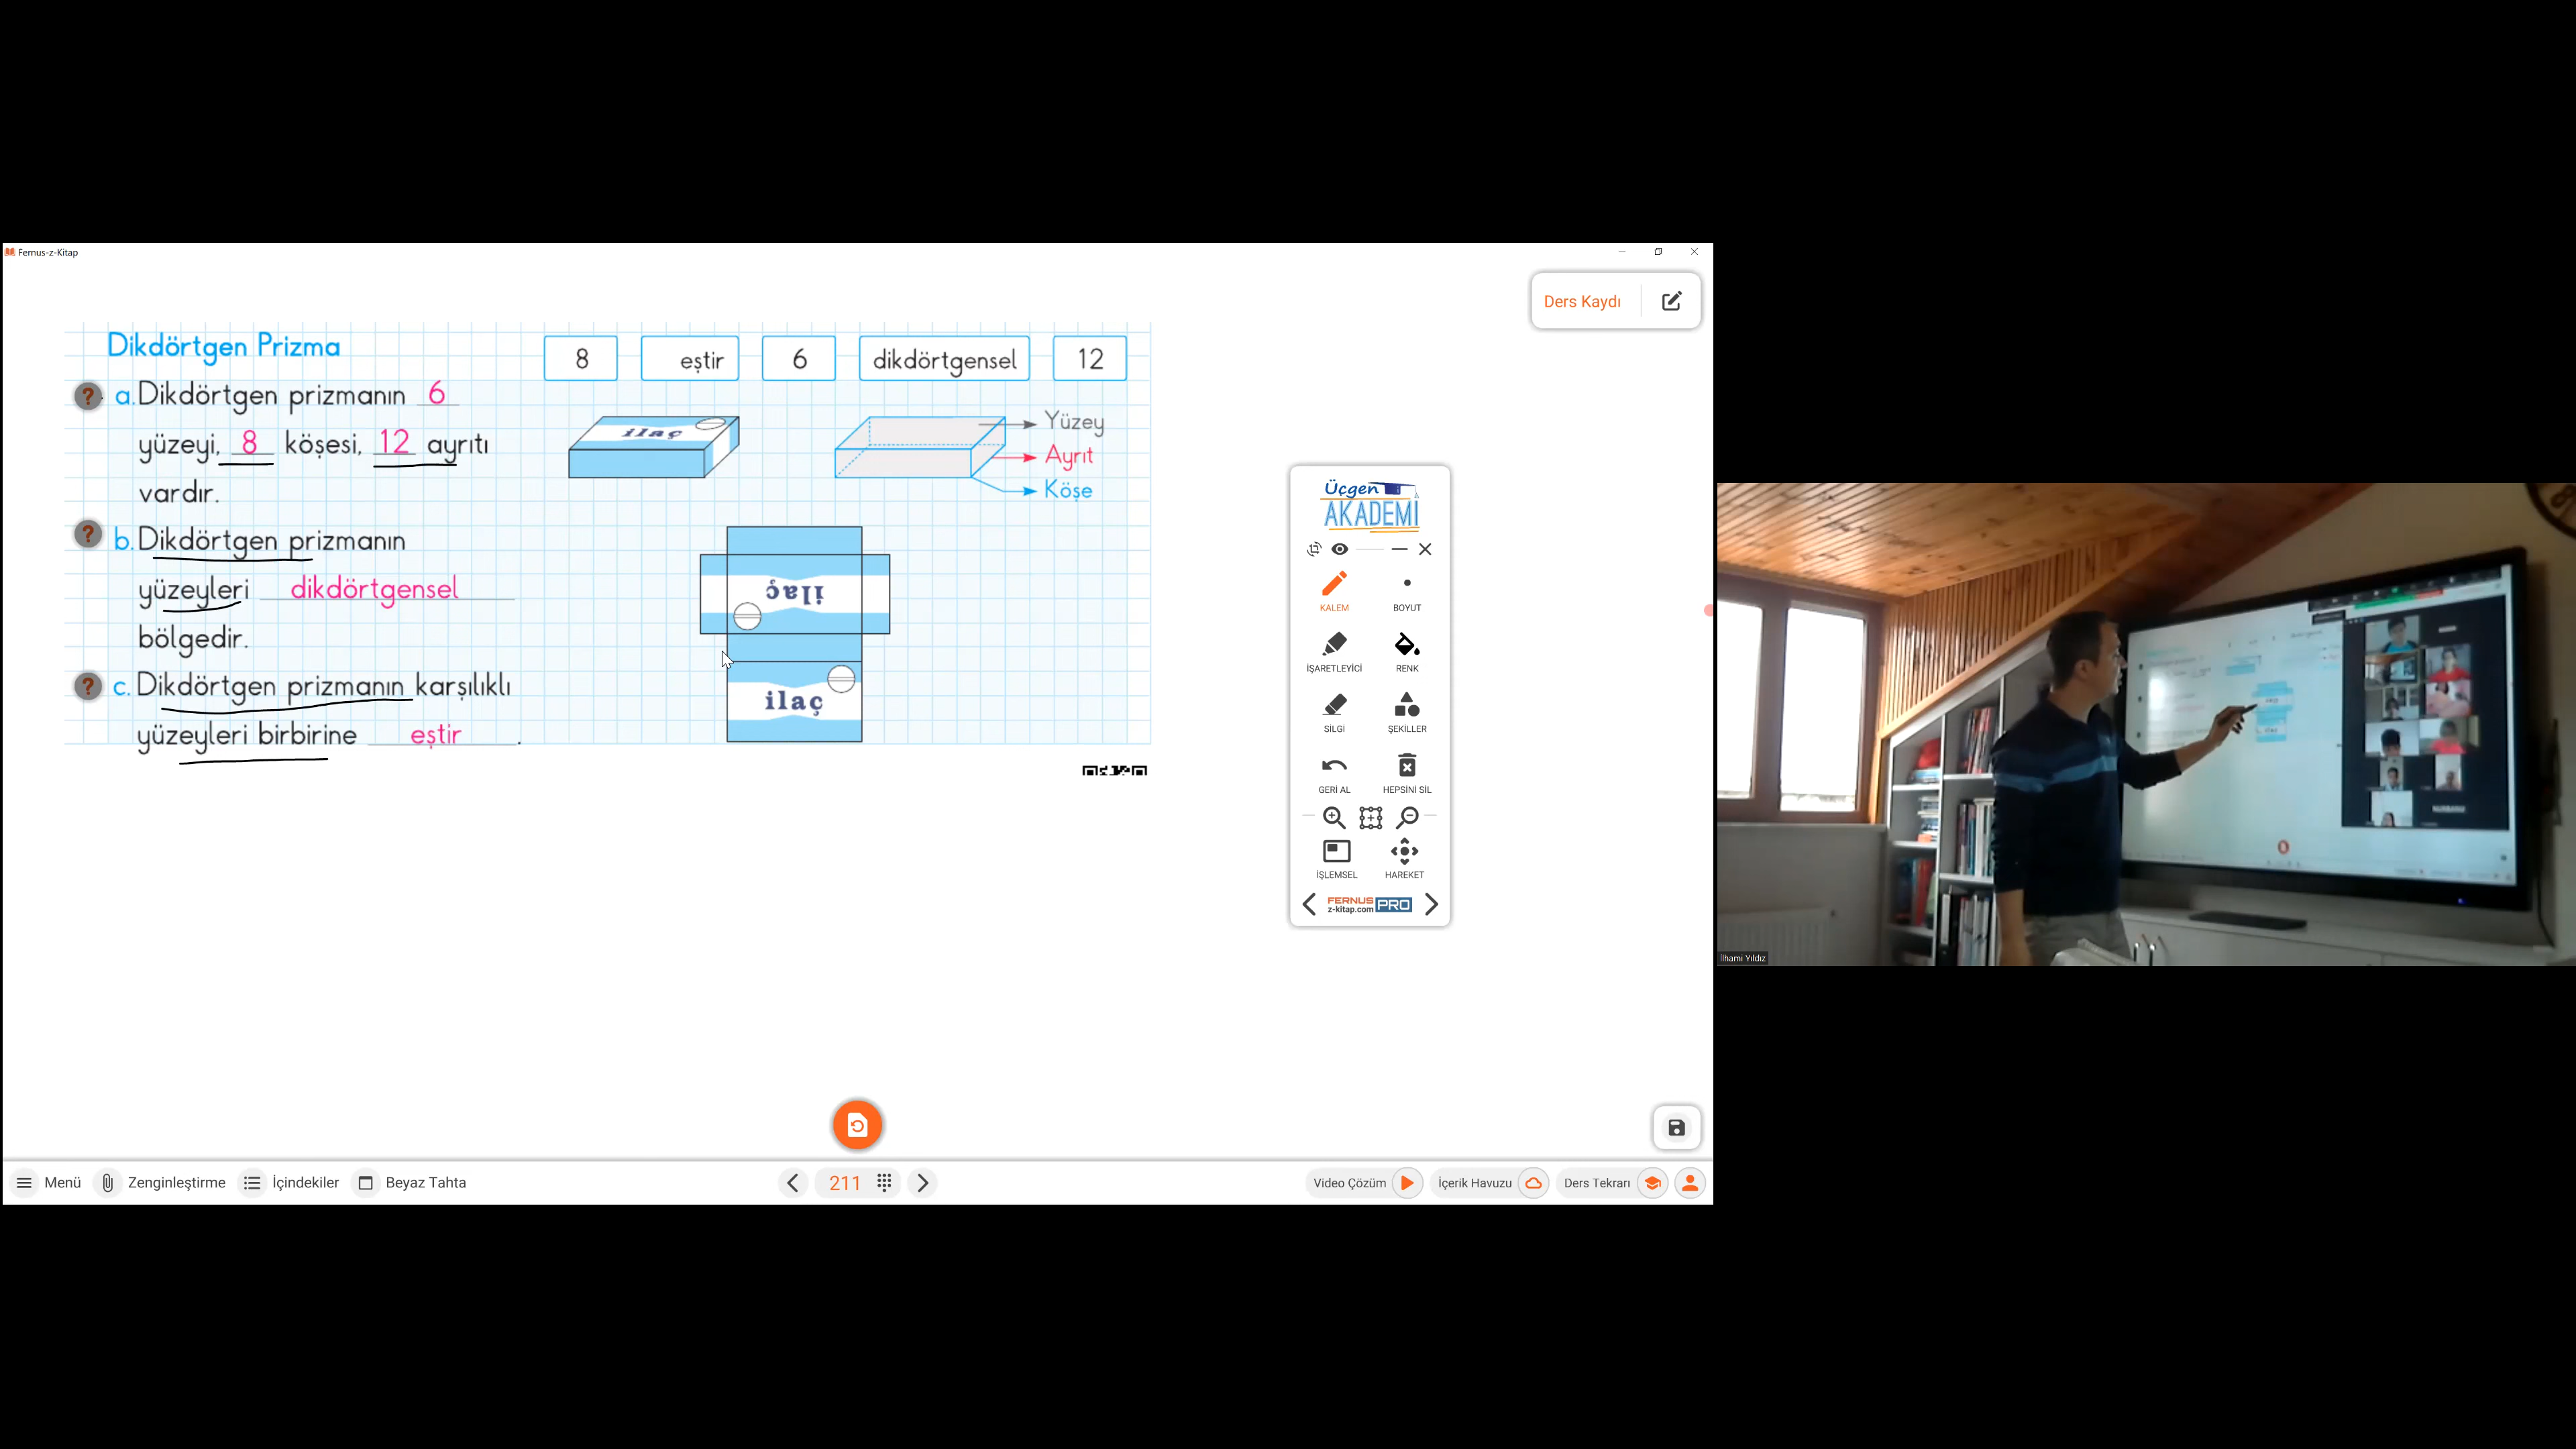 Fernus-z-Kitap
Ders Kaydı
Dikdörtgen Prizma
8 eştir 6 dikdörtgensel 12
a. Dikdörtgen prizmanın 6
yüzeyi, 8 köşesi, 12 ayrıtı
vardır.
b. Dikdörtgen prizmanın
yüzeyleri dikdörtgensel
bölgedir.
c. Dikdörtgen prizmanın karşılıklı
yüzeyleri birbirine eştir .
ilaç
Yüzey
Ayrıt
Köşe
ilaç
ilaç
Üçgen
AKADEMİ
KALEM BOYUT
İŞARETLEYİCİ RENK
SİLGİ ŞEKİLLER
GERİ AL HEPSİNİ SİL
İŞLEMSEL HAREKET
FERNUS
z-kitap.com PRO
İlhami Yıldız
Menü Zenginleştirme İçindekiler Beyaz Tahta 211 Video Çözüm İçerik Havuzu Ders Tekrarı